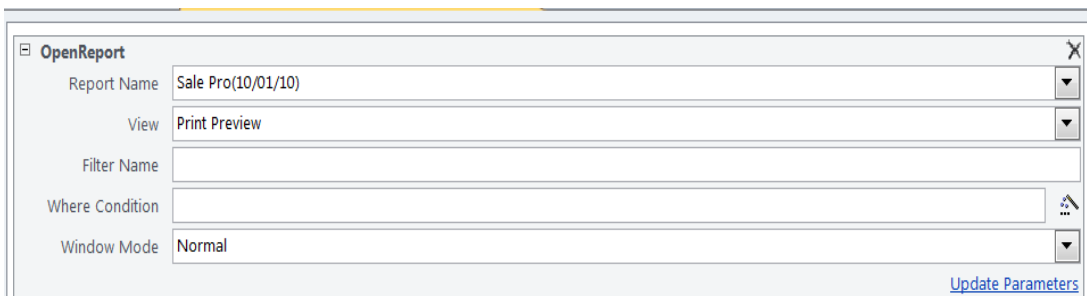 OpenReport
Report Name Sale Pro(10/01/10)
View Print Preview
Filter Name
Where Condition
Window Mode Normal
Update Parameters